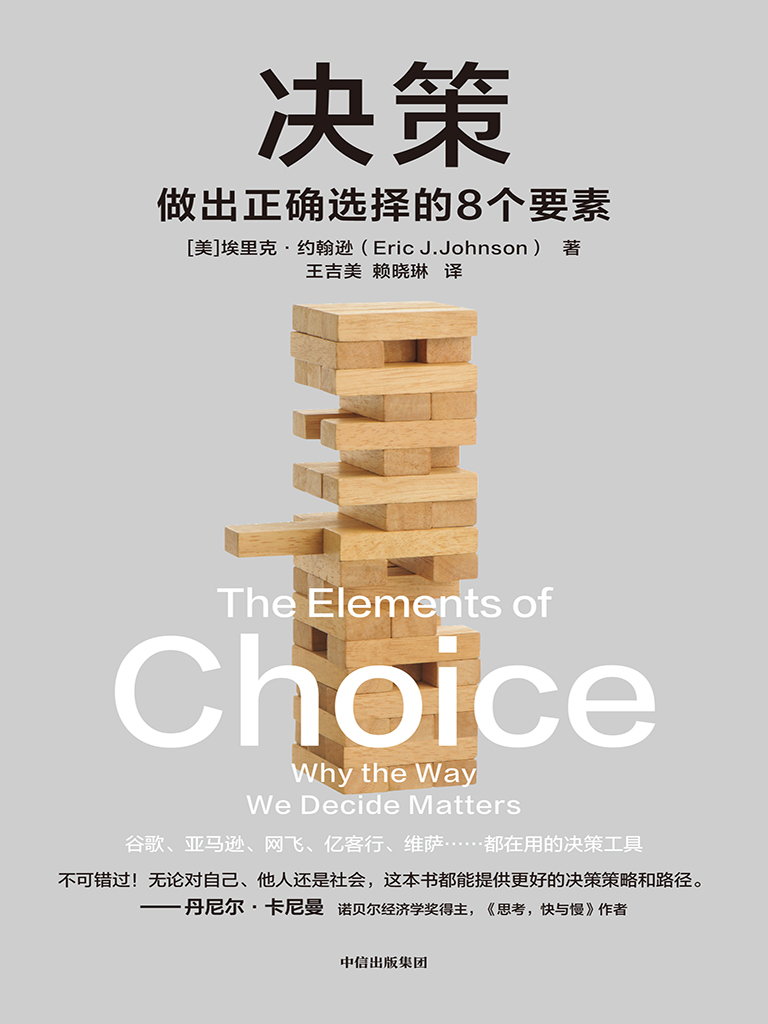 决策
做出正确选择的8个要素
[美]埃里克·约翰逊（Eric J.Johnson） 著
王吉美 赖晓琳 译
The Elements of
Choice
Why the Way
We Decide Matters
谷歌、亚马逊、网飞、亿客行、维萨……都在用的决策工具
不可错过！无论对自己、他人还是社会，这本书都能提供更好的决策策略和路径。
——丹尼尔·卡尼曼 诺贝尔经济学奖得主，《思考，快与慢》作者
中信出版集团